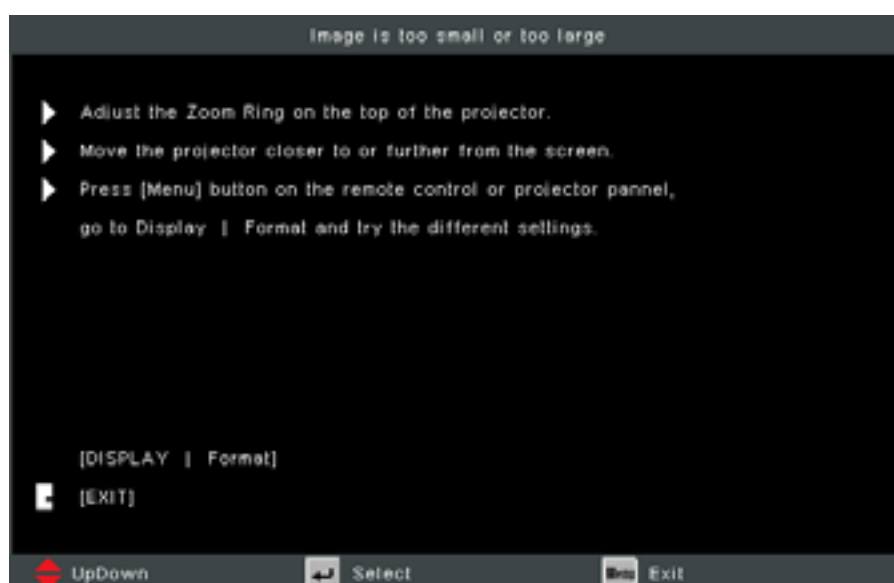 Image is too small or too large
Adjust the Zoom Ring on the top of the projector.
Move the projector closer to or further from the screen.
Press [Menu] button on the remote control or projector pannel,
go to Display | Format and try the different settings.
[DISPLAY | Format]
[EXIT]
UpDown Select Menu Exit